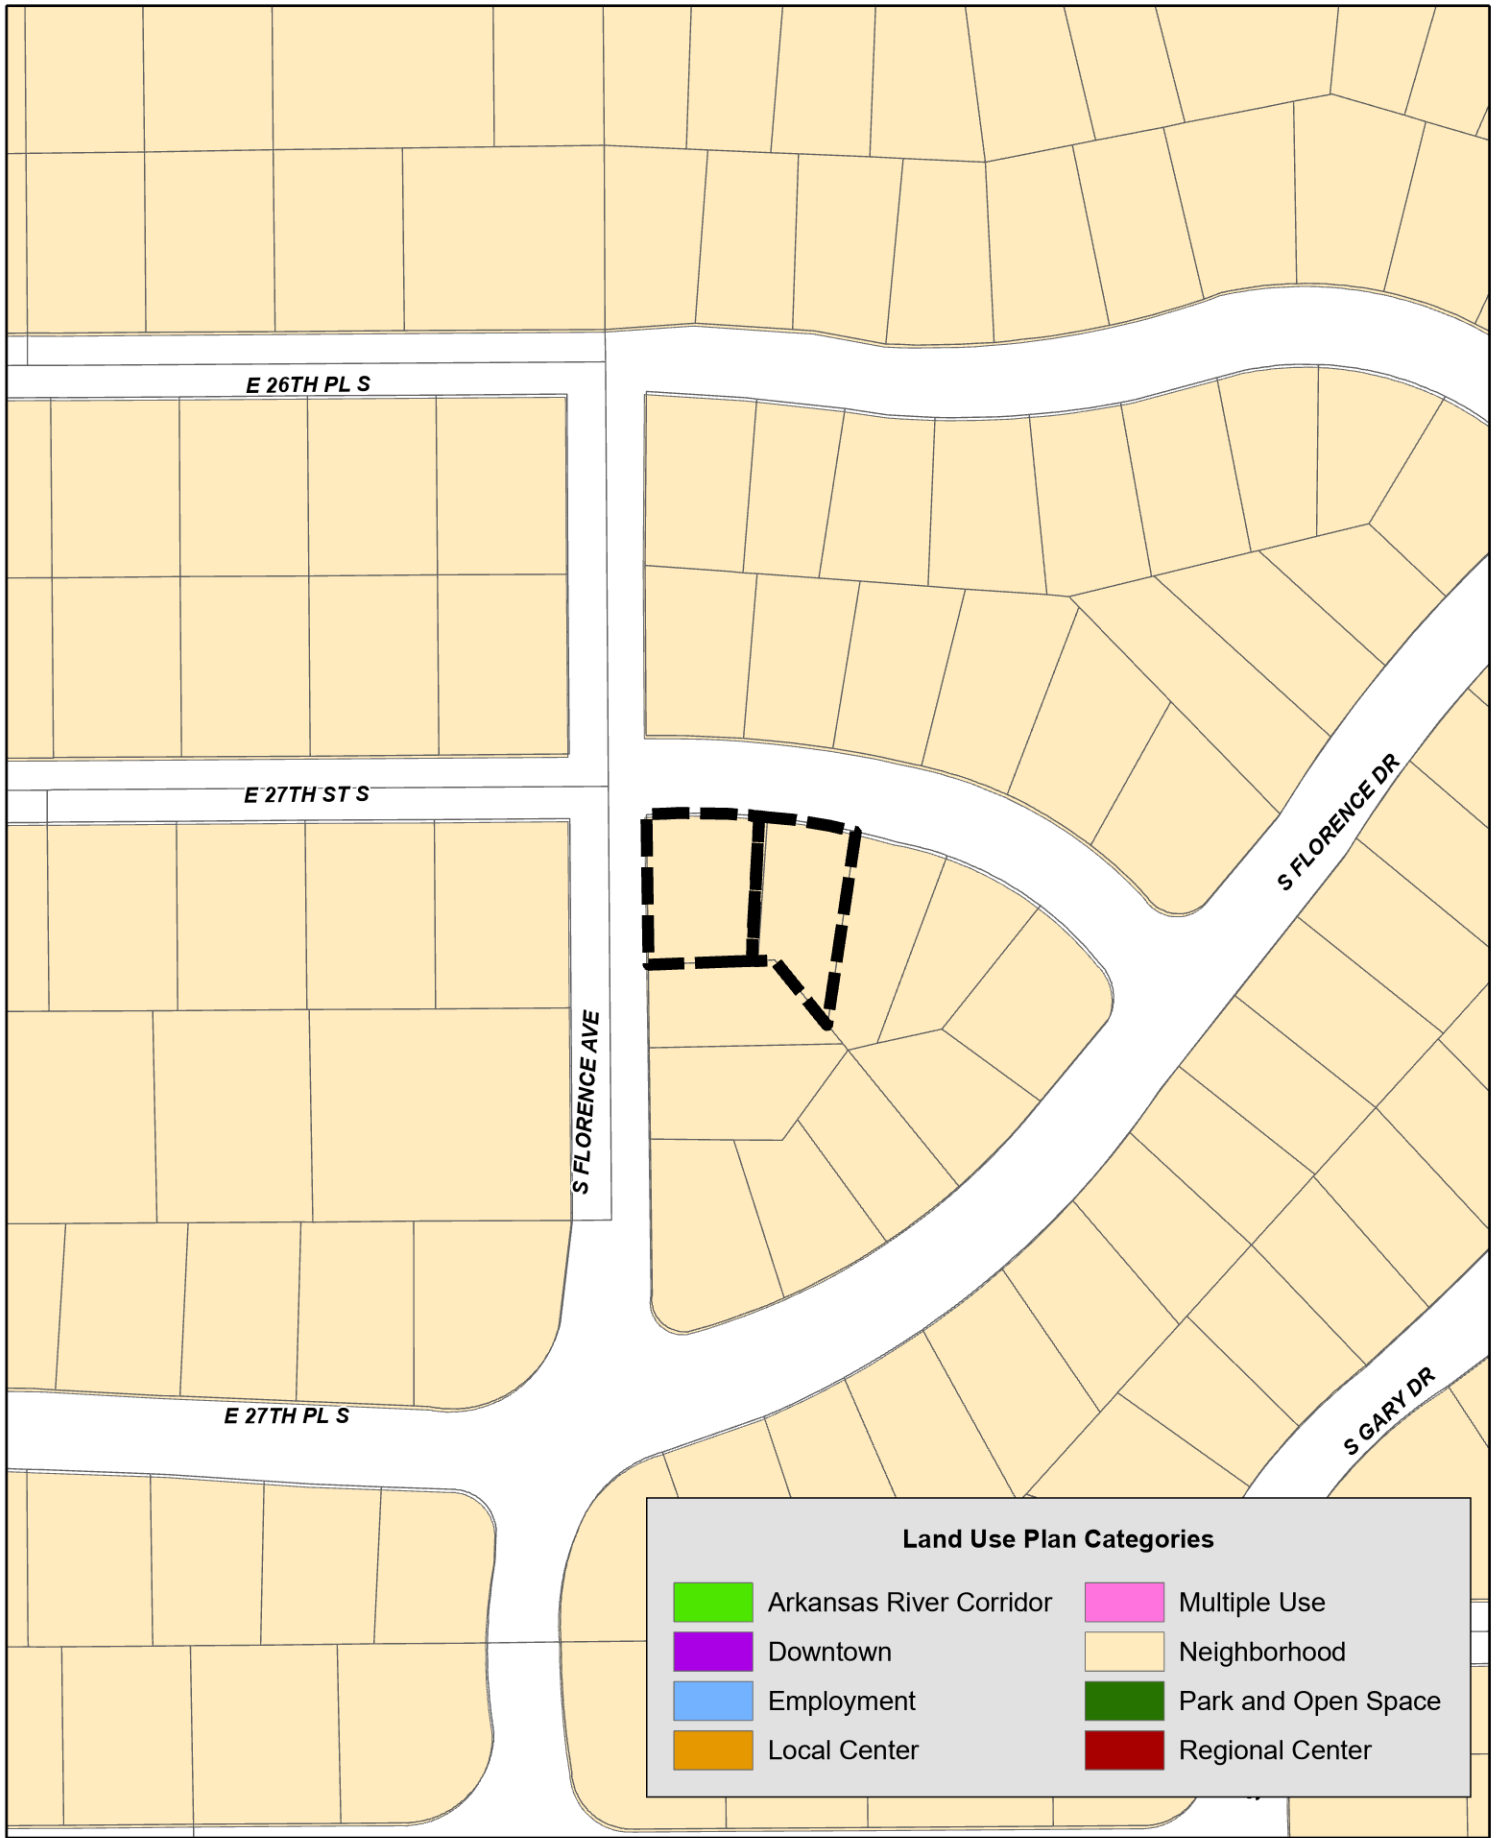 E 26TH PL S
E 27TH ST S
S FLORENCE DR
S FLORENCE AVE
S GARY DR
E 27TH PL S
Land Use Plan Categories
Arkansas River Corridor
Downtown
Employment
Local Center
Multiple Use
Neighborhood
Park and Open Space
Regional Center